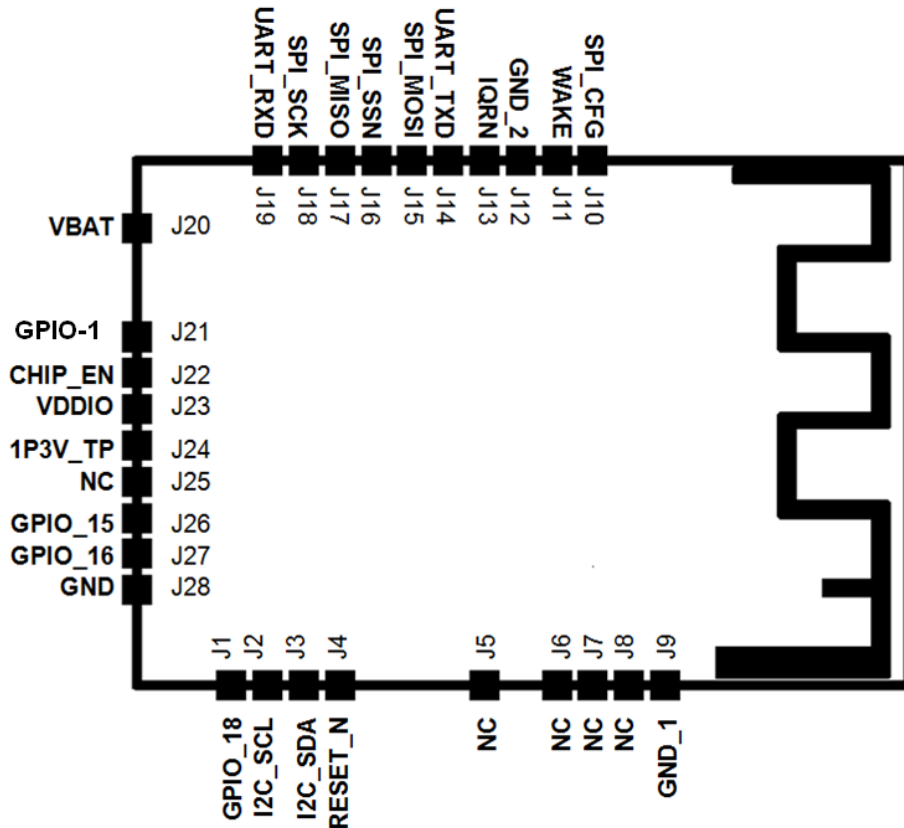 UART_RXD
SPI_SCK
SPI_MISO
SPI_SSN
SPI_MOSI
UART_TXD
IQRN
GND_2
WAKE
SPI_CFG
J19
J18
J17
J16
J15
J14
J13
J12
J11
J10
VBAT J20
GPIO-1 J21
CHIP_EN J22
VDDIO J23
1P3V_TP J24
NC J25
GPIO_15 J26
GPIO_16 J27
GND J28
J1
J2
J3
J4
J5
J6
J7
J8
J9
GPIO_18
I2C_SCL
I2C_SDA
RESET_N
NC
NC
NC
NC
GND_1